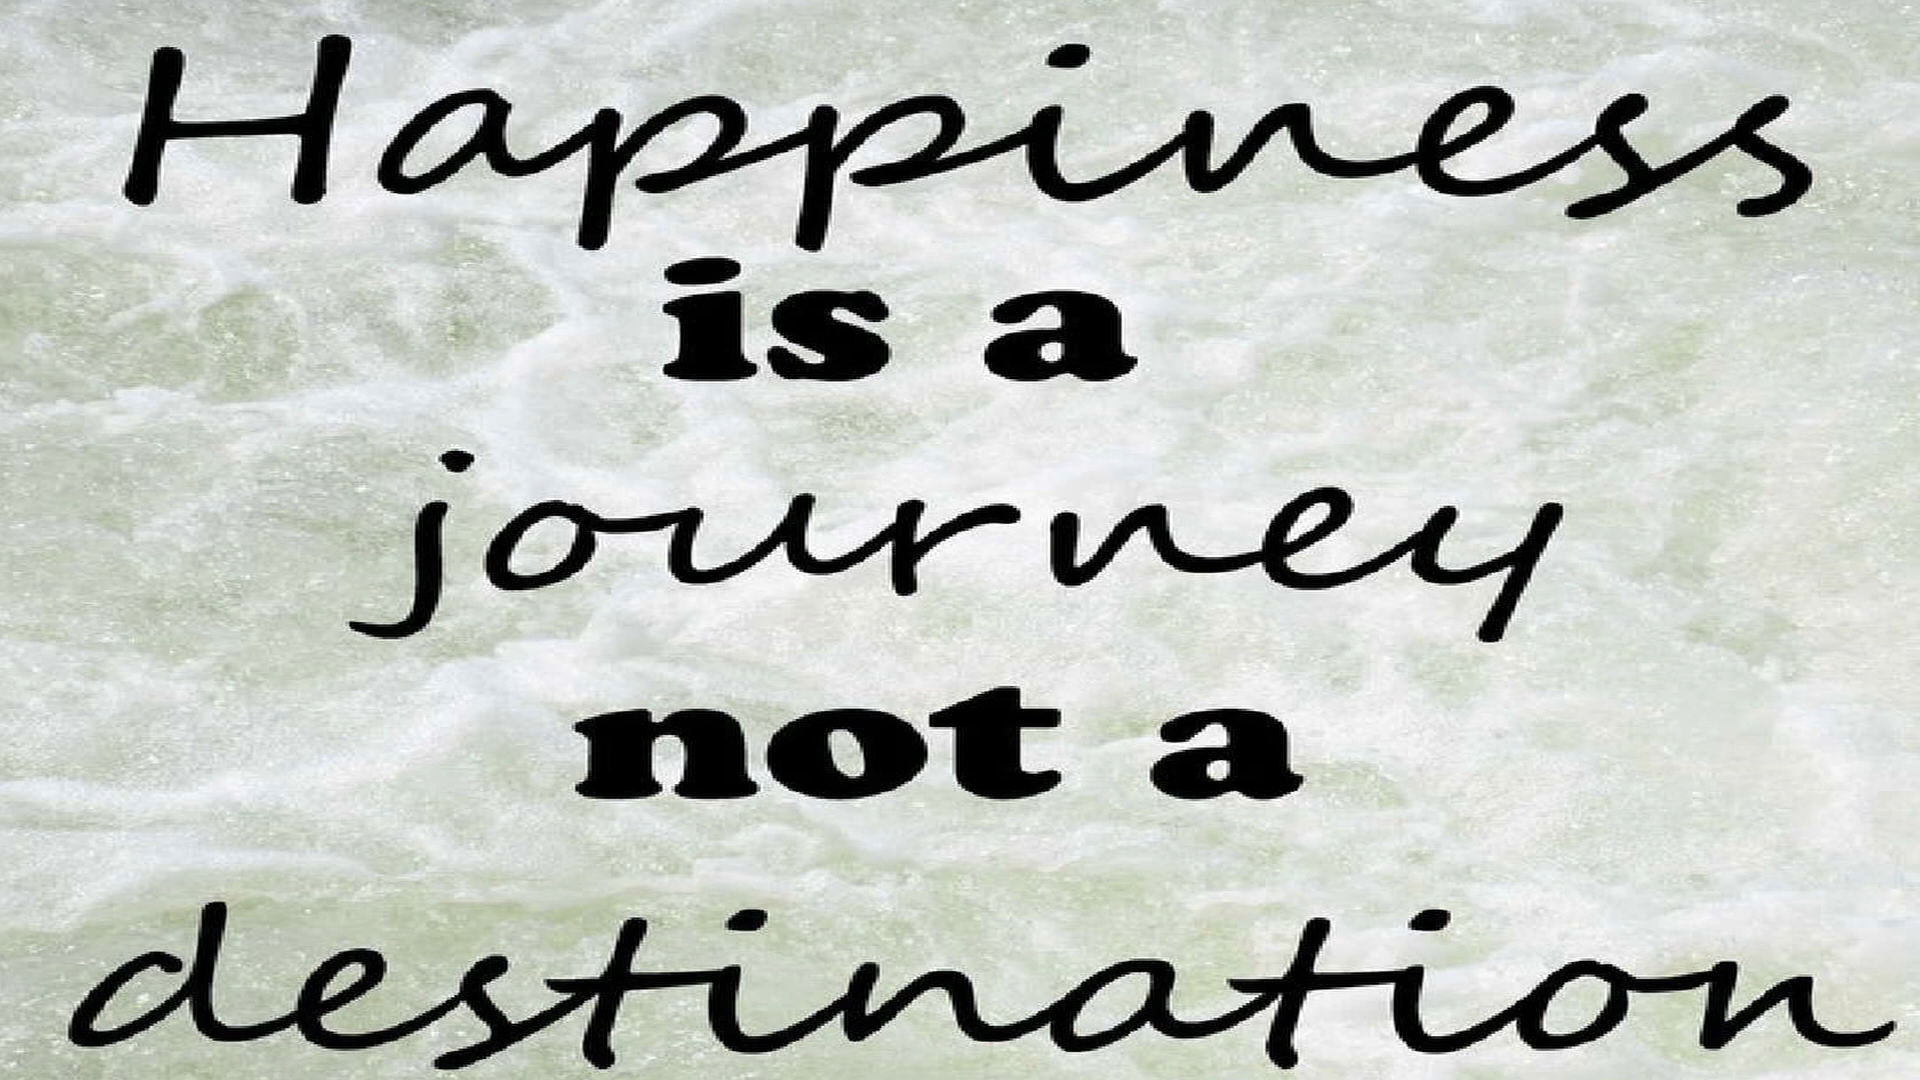 Happiness
is a
journey
not a
destination